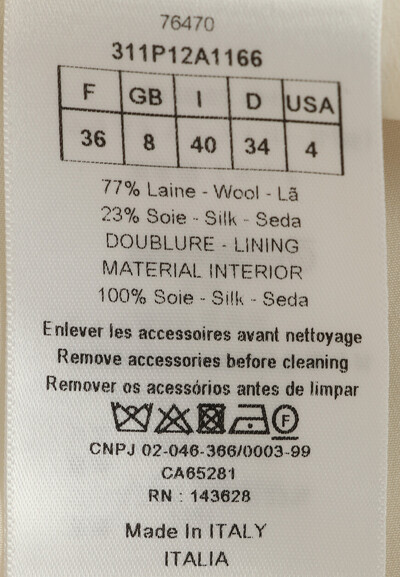 76470
311P12A1166
F GB I D USA
36 8 40 34 4
77% Laine - Wool - Lã
23% Soie - Silk - Seda
DOUBLURE - LINING
MATERIAL INTERIOR
100% Soie - Silk - Seda
Enlever les accessoires avant nettoyage
Remove accessories before cleaning
Remover os acessórios antes de limpar
F
CNPJ 02-046-366/0003-99
CA65281
RN : 143628
Made In ITALY
ITALIA